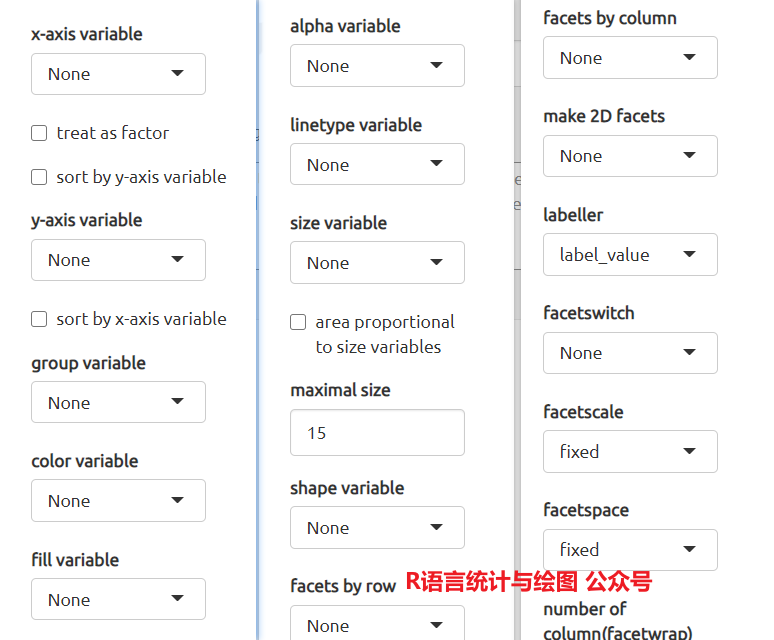 x-axis variable
None
treat as factor
sort by y-axis variable
y-axis variable
None
sort by x-axis variable
group variable
None
color variable
None
fill variable
None
alpha variable
None
linetype variable
None
size variable
None
area proportional
to size variables
maximal size
15
shape variable
None
facets by row
None
facets by column
None
make 2D facets
None
labeller
label_value
facetswitch
None
facetscale
fixed
facetspace
fixed
R语言统计与绘图 公众号
number of
column(facetwrap)